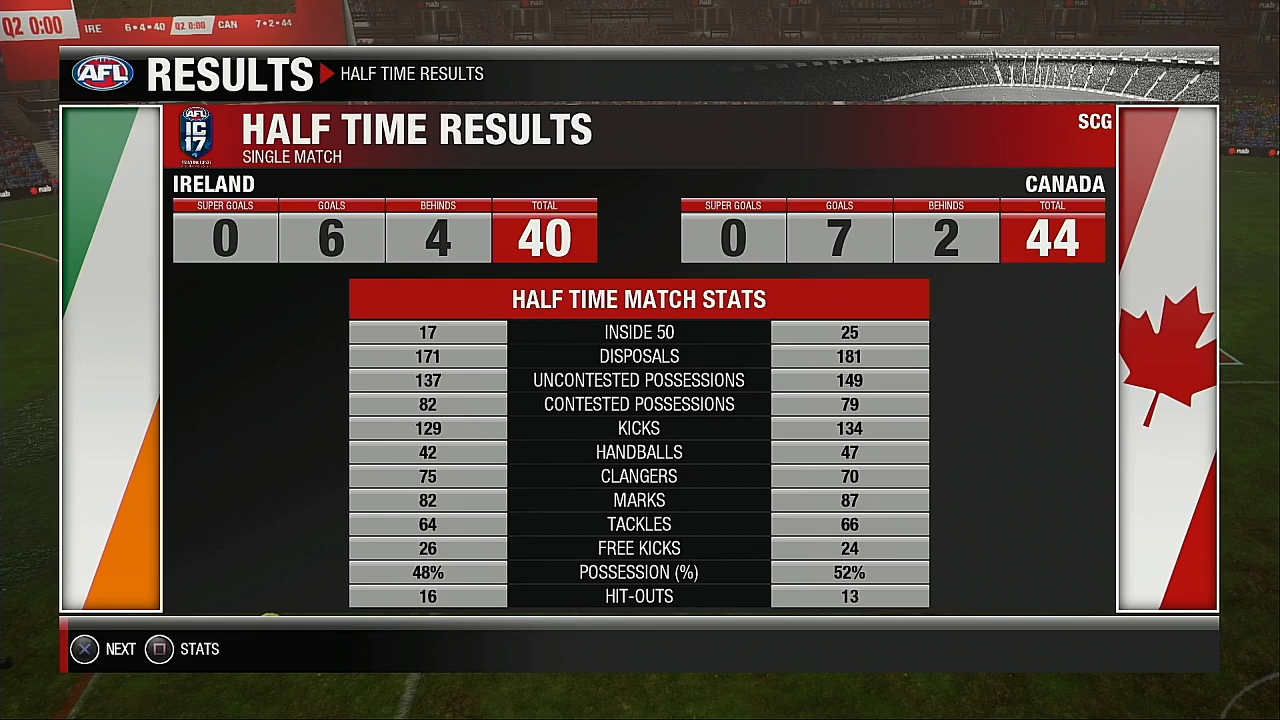 Q2 0:00 IRE 6•4•40 Q2 0:00 CAN 7•2•44
nab
AFL RESULTS HALF TIME RESULTS
AFL IC 17 HALF TIME RESULTS SCG
SINGLE MATCH
IRELAND CANADA
SUPER GOALS GOALS BEHINDS TOTAL SUPER GOALS GOALS BEHINDS TOTAL
0 6 4 40 0 7 2 44
HALF TIME MATCH STATS
17 INSIDE 50 25
171 DISPOSALS 181
137 UNCONTESTED POSSESSIONS 149
82 CONTESTED POSSESSIONS 79
129 KICKS 134
42 HANDBALLS 47
75 CLANGERS 70
82 MARKS 87
64 TACKLES 66
26 FREE KICKS 24
48% POSSESSION (%) 52%
16 HIT-OUTS 13
NEXT STATS